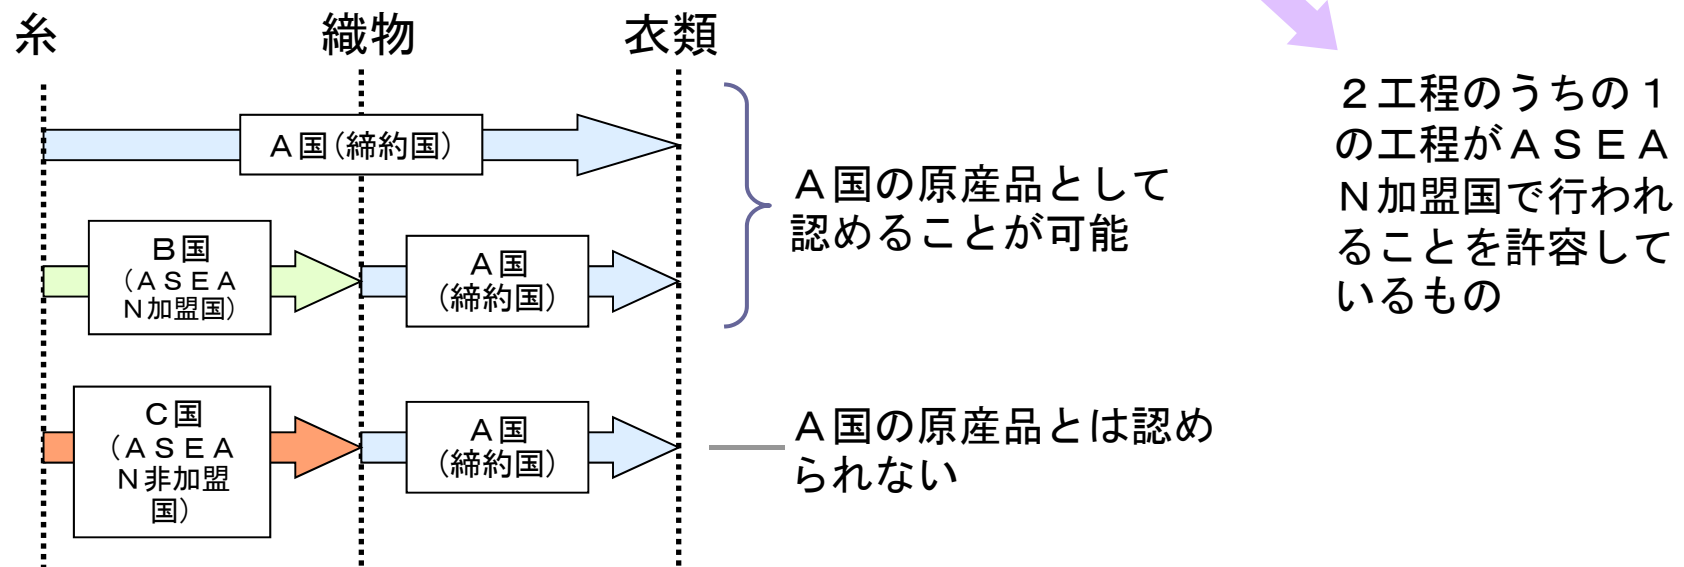 糸
織物
衣類
A国(締約国)
B国
(ASEA
N加盟国)
A国
(締約国)
A国の原産品として
認めることが可能
C国
(ASEA
N非加盟
国)
A国
(締約国)
A国の原産品とは認め
られない
2工程のうちの1
の工程がASEA
N加盟国で行われ
ることを許容して
いるもの